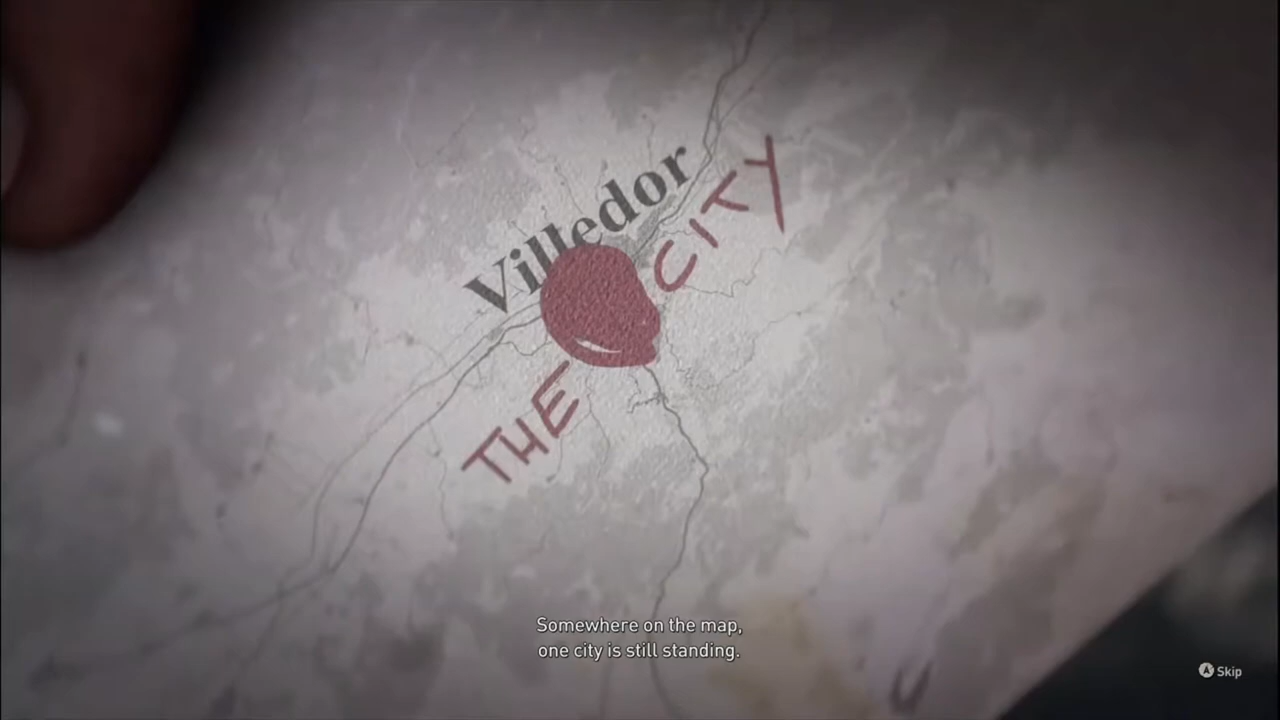 Villedor
THE CITY
Somewhere on the map,
one city is still standing.
A Skip